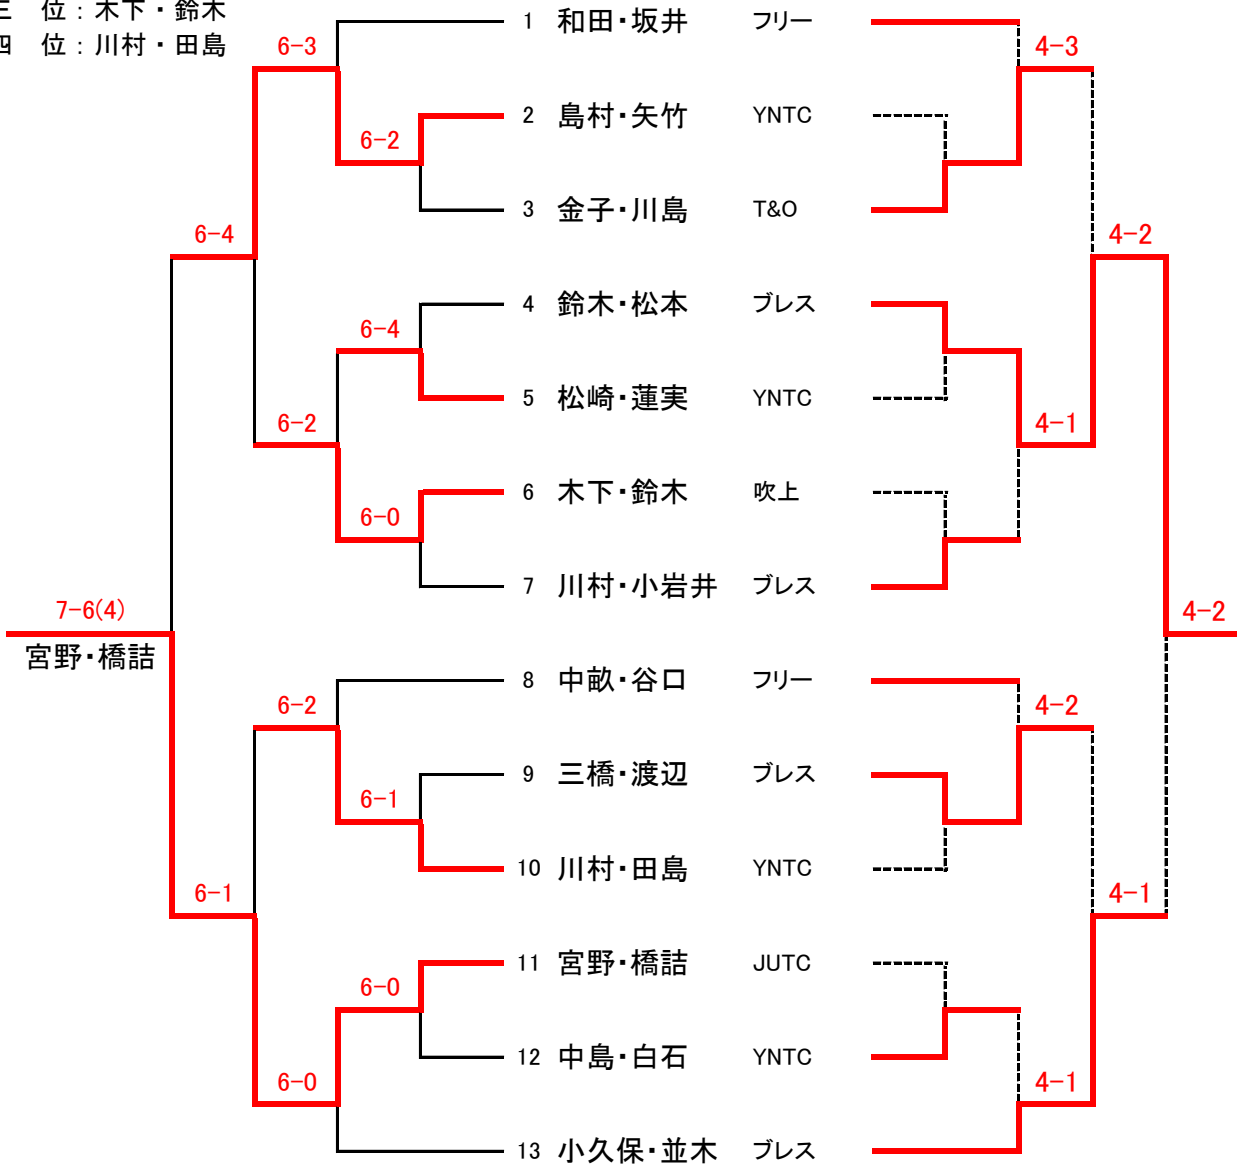 三　位：木下・鈴木
四　位：川村・田島
1 和田・坂井 フリー
6-3 4-3
2 島村・矢竹 YNTC
6-2
3 金子・川島 T&O
6-4 4-2
4 鈴木・松本 ブレス
6-4
5 松崎・蓮実 YNTC
6-2 4-1
6 木下・鈴木 吹上
6-0
7 川村・小岩井 ブレス
7-6(4) 4-2
宮野・橋詰
8 中畝・谷口 フリー
6-2 4-2
9 三橋・渡辺 ブレス
6-1
10 川村・田島 YNTC
6-1 4-1
11 宮野・橋詰 JUTC
6-0
12 中島・白石 YNTC
6-0 4-1
13 小久保・並木 ブレス